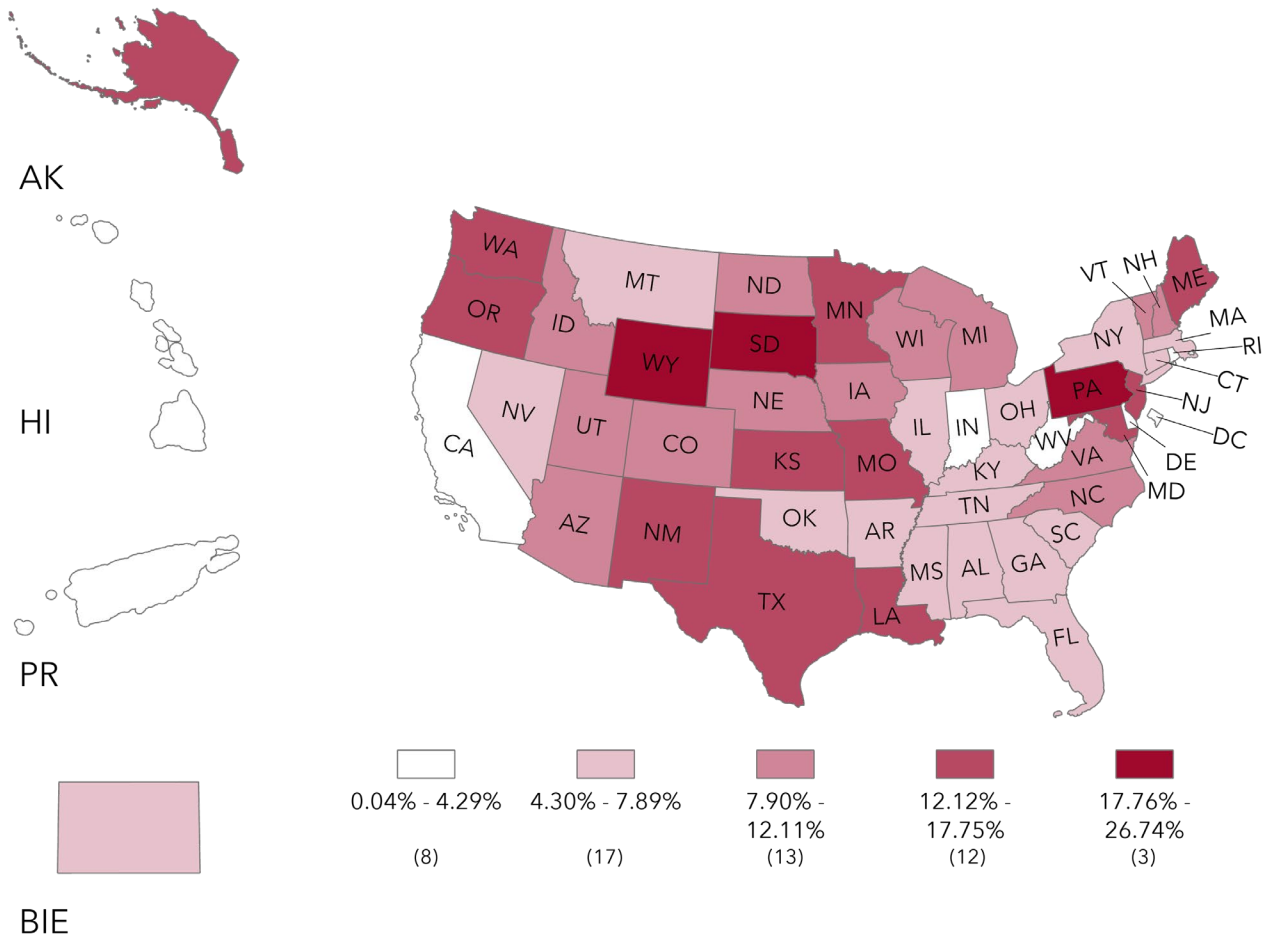 AK
HI
PR
BIE
WA
OR
ID
MT
ND
MN
WI
MI
VT
NH
ME
MA
RI
CT
NY
NJ
PA
DC
DE
MD
SD
WY
NE
IA
IL
IN
OH
WV
VA
KY
NC
TN
SC
CA
NV
UT
CO
KS
MO
AZ
NM
OK
AR
MS
AL
GA
TX
LA
FL
0.04% - 4.29%
(8)
4.30% - 7.89%
(17)
7.90% -
12.11%
(13)
12.12% -
17.75%
(12)
17.76% -
26.74%
(3)